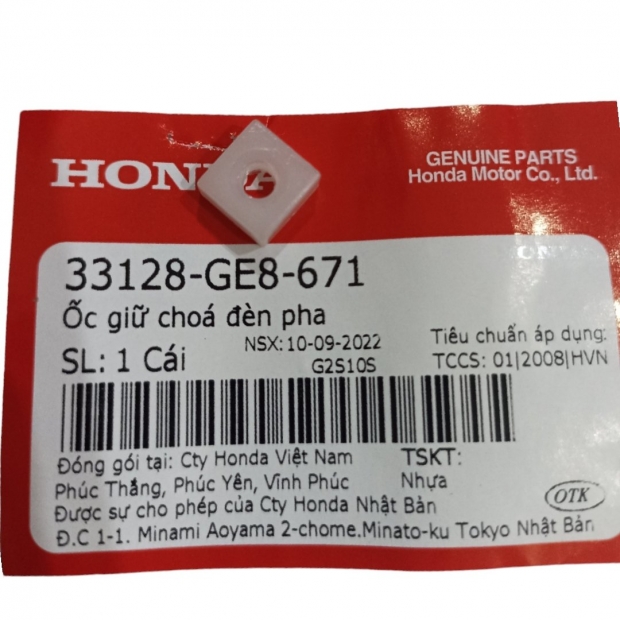 HONDA
GENUINE PARTS
Honda Motor Co., Ltd.
33128-GE8-671
Ốc giữ choá đèn pha
SL: 1 Cái
NSX: 10-09-2022
G2S10S
Tiêu chuẩn áp dụng:
TCCS: 01|2008|HVN
Đóng gói tại: Cty Honda Việt Nam
Phúc Thắng, Phúc Yên, Vĩnh Phúc
TSKT:
Nhựa
Được sự cho phép của Cty Honda Nhật Bản
Đ.C 1-1. Minami Aoyama 2-chome.Minato-ku Tokyo Nhật Bản
OTK